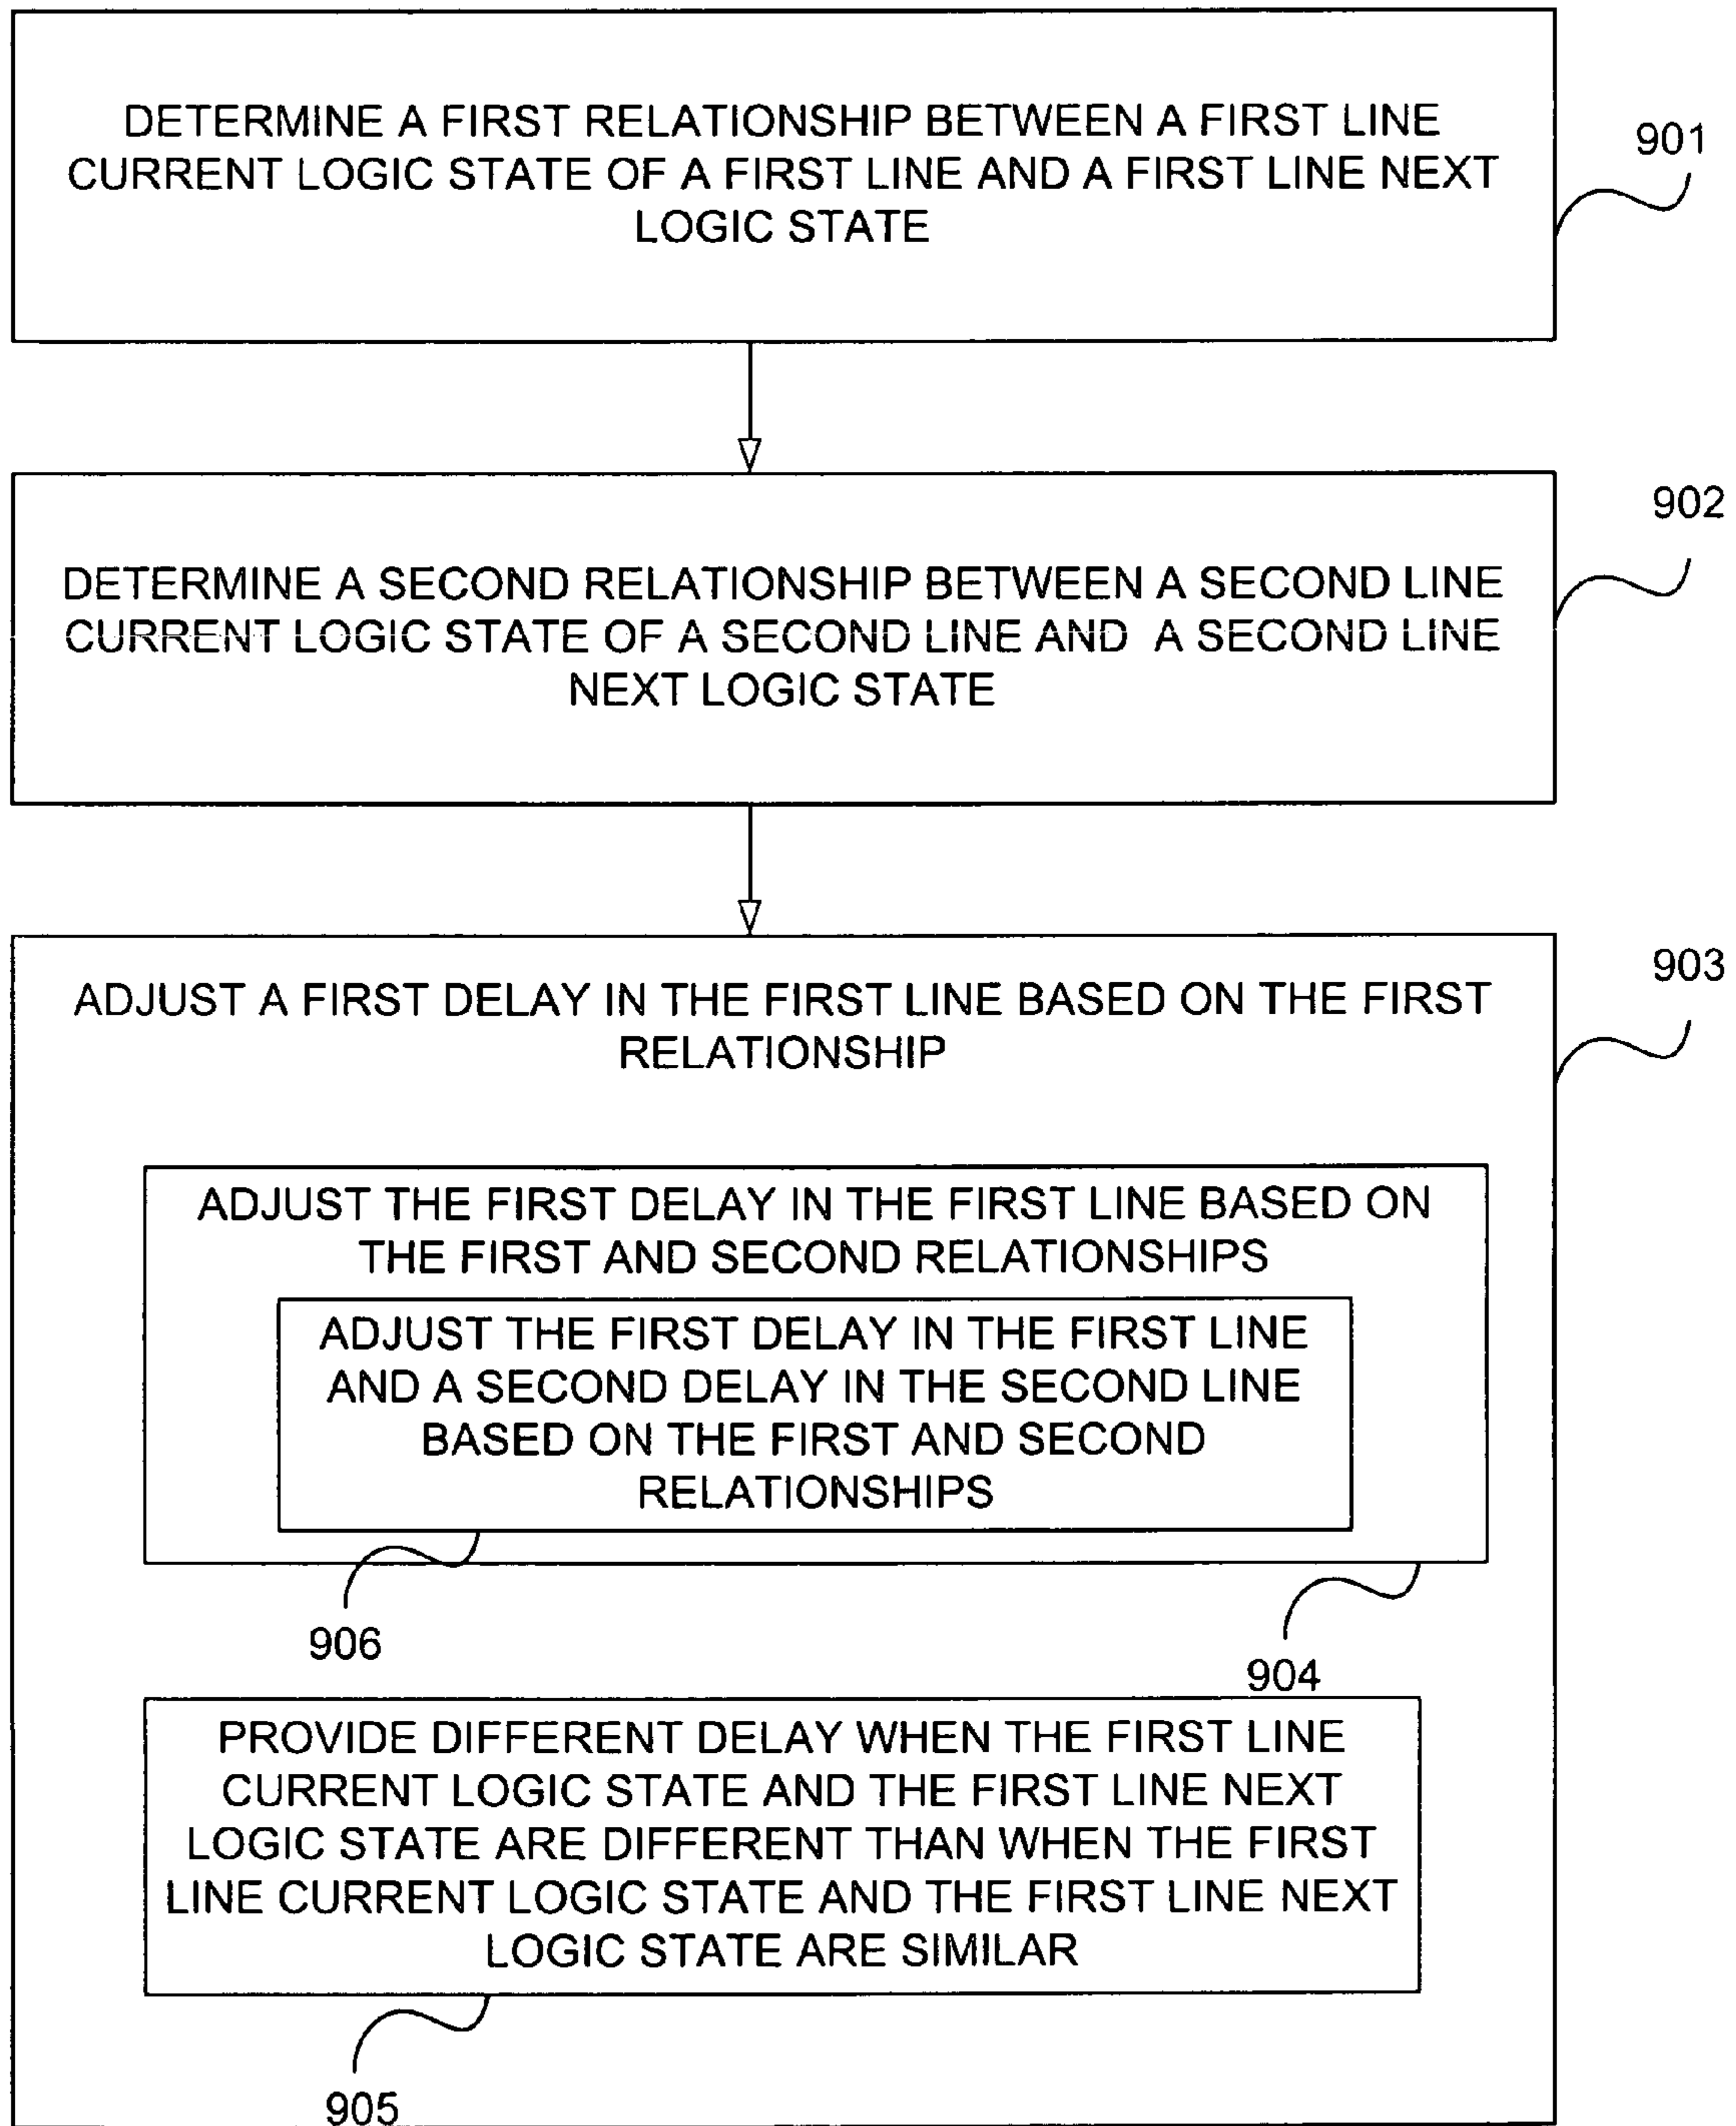 DETERMINE A FIRST RELATIONSHIP BETWEEN A FIRST LINE
CURRENT LOGIC STATE OF A FIRST LINE AND A FIRST LINE NEXT
LOGIC STATE
901
DETERMINE A SECOND RELATIONSHIP BETWEEN A SECOND LINE
CURRENT LOGIC STATE OF A SECOND LINE AND A SECOND LINE
NEXT LOGIC STATE
902
ADJUST A FIRST DELAY IN THE FIRST LINE BASED ON THE FIRST
RELATIONSHIP
903
ADJUST THE FIRST DELAY IN THE FIRST LINE BASED ON
THE FIRST AND SECOND RELATIONSHIPS
ADJUST THE FIRST DELAY IN THE FIRST LINE
AND A SECOND DELAY IN THE SECOND LINE
BASED ON THE FIRST AND SECOND
RELATIONSHIPS
906
904
PROVIDE DIFFERENT DELAY WHEN THE FIRST LINE
CURRENT LOGIC STATE AND THE FIRST LINE NEXT
LOGIC STATE ARE DIFFERENT THAN WHEN THE FIRST
LINE CURRENT LOGIC STATE AND THE FIRST LINE NEXT
LOGIC STATE ARE SIMILAR
905